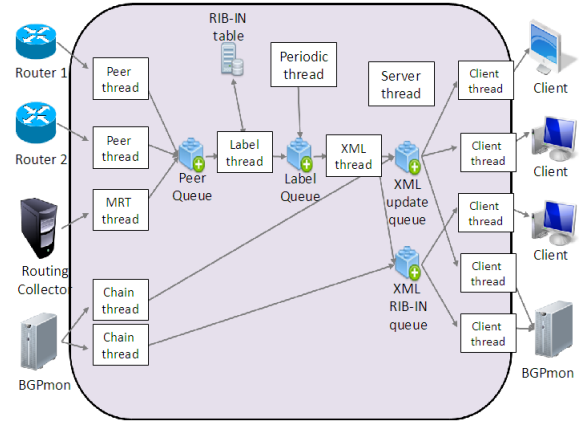 RIB-IN
table
Router 1
Peer
thread
Periodic
thread
Server
thread
Client
thread
Client
Router 2
Peer
thread
Peer
Queue
Label
thread
Label
Queue
XML
thread
XML
update
queue
Client
thread
Client
MRT
thread
Routing
Collector
Client
thread
Client
Chain
thread
Chain
thread
BGPmon
XML
RIB-IN
queue
Client
thread
Client
thread
BGPmon